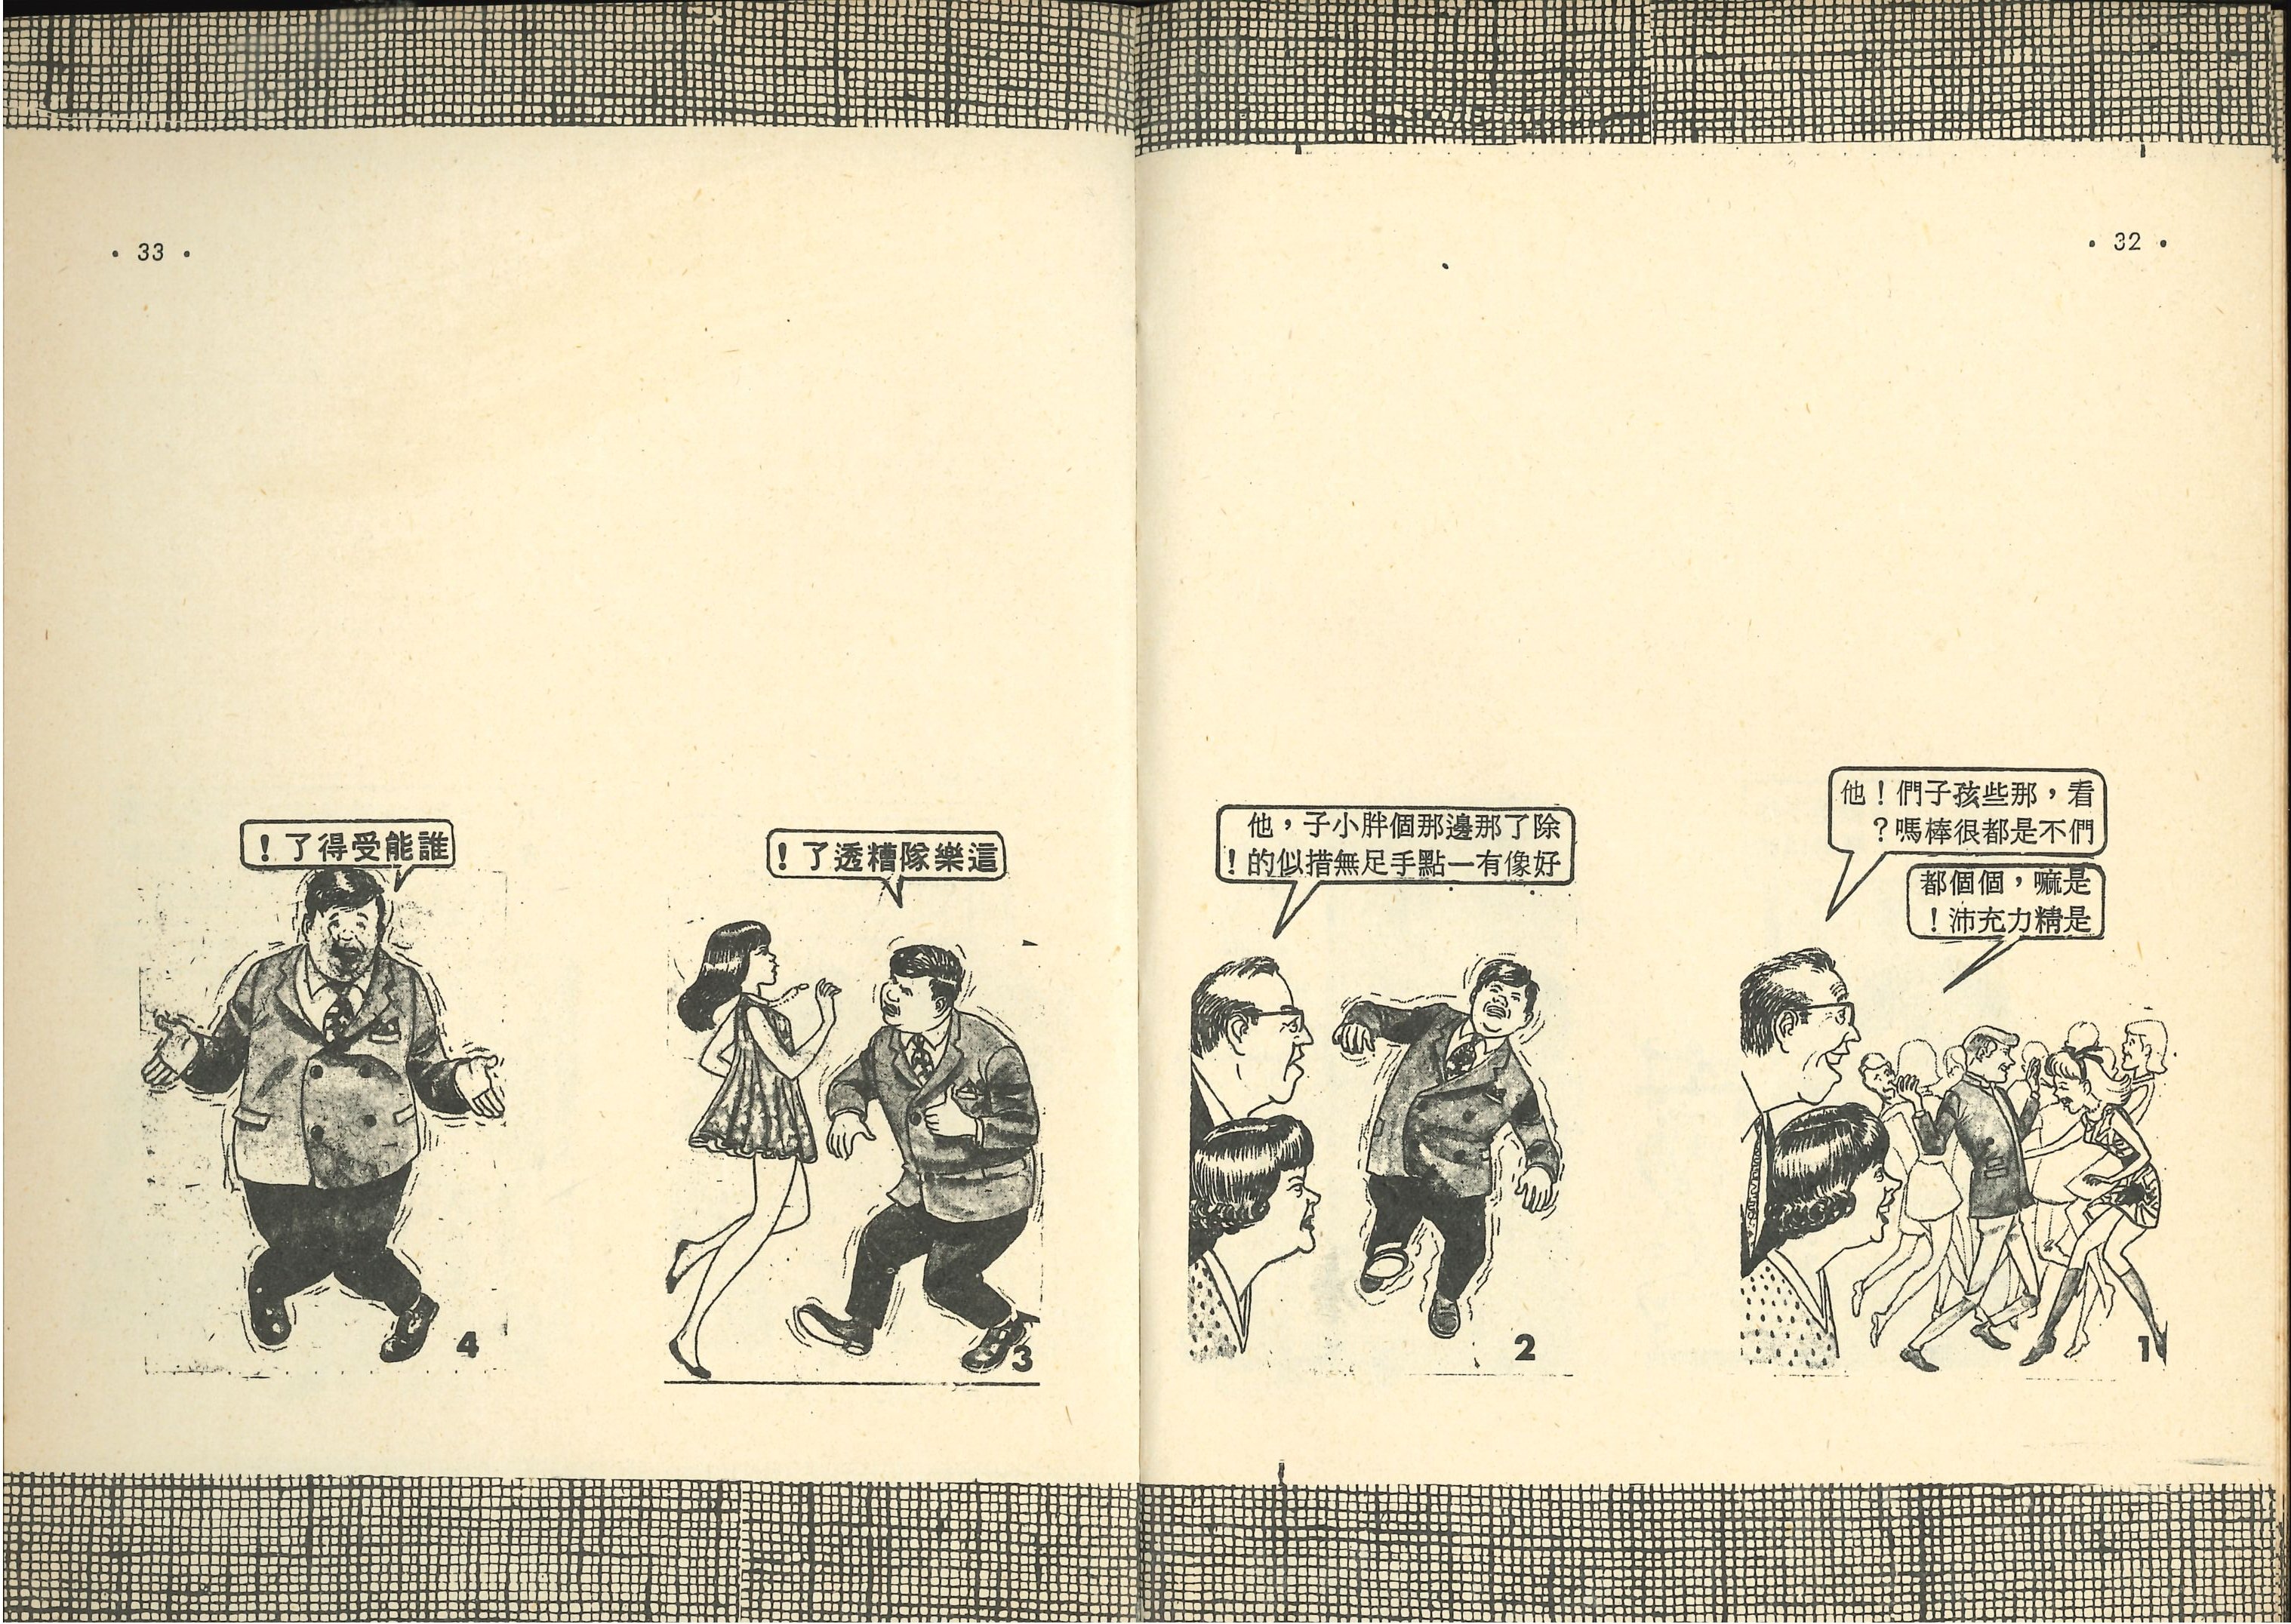 • 32 •
看，那些孩子們！他
們不是都很棒嗎？
是嘛，個個都
是精力充沛！
1
除了那邊那個胖小子，他
好像有一點手足無措似的！
2
• 33 •
這樂隊糟透了！
3
誰能受得了！
4